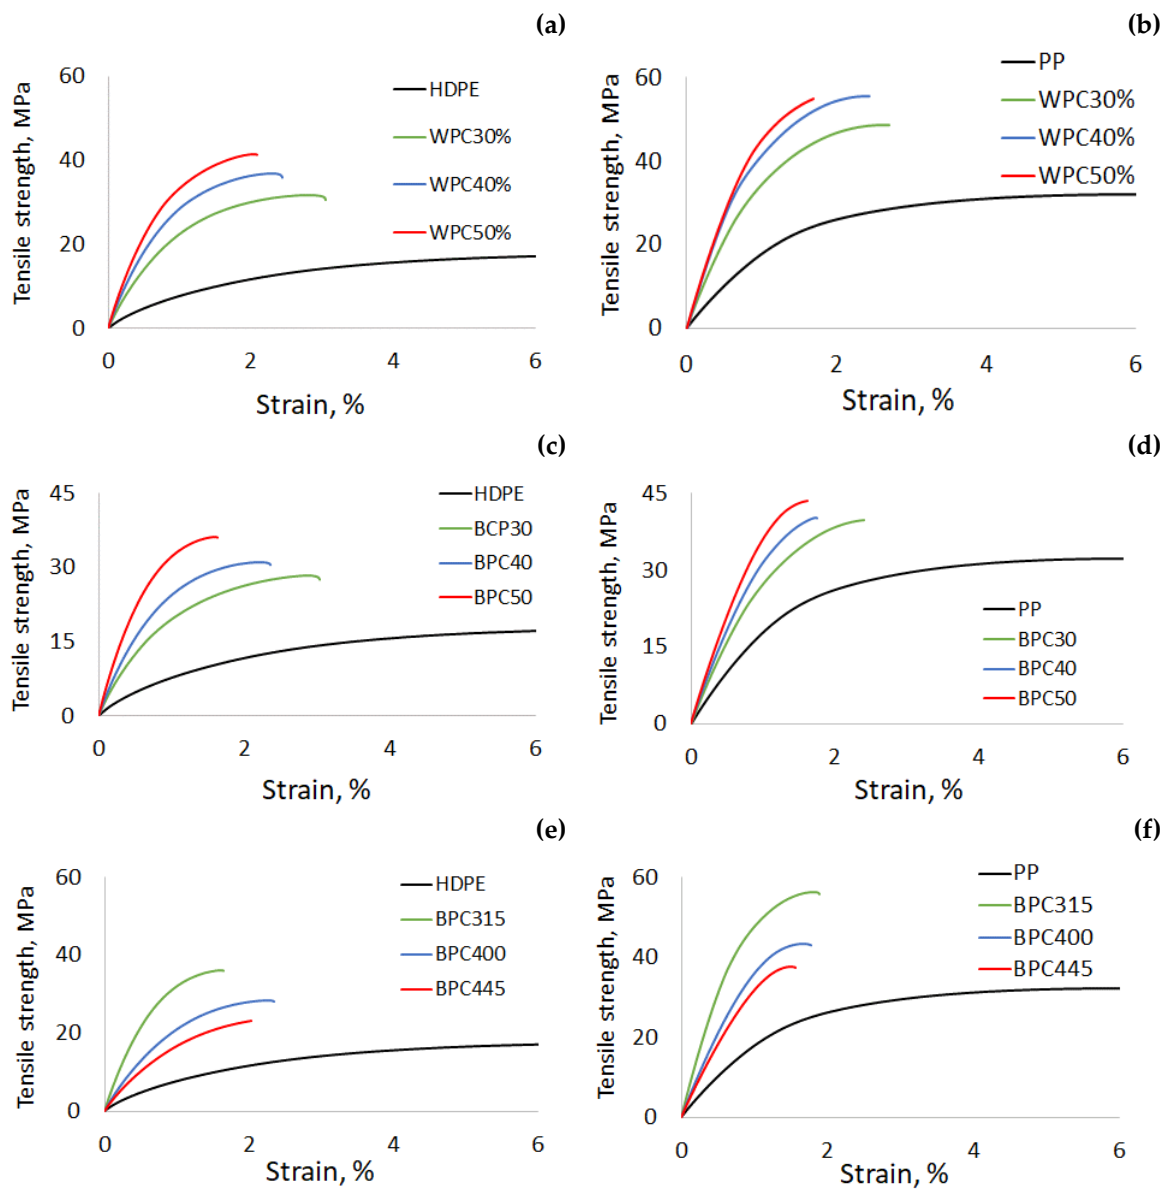 (a)
Tensile strength, MPa
60
40
20
0
0 2 4 6
Strain, %
HDPE
WPC30%
WPC40%
WPC50%
(b)
Tensile strength, MPa
60
40
20
0
0 2 4 6
Strain, %
PP
WPC30%
WPC40%
WPC50%
(c)
Tensile strength, MPa
45
30
15
0
0 2 4 6
Strain, %
HDPE
BCP30
BPC40
BPC50
(d)
Tensile strength, MPa
45
30
15
0
0 2 4 6
Strain, %
PP
BPC30
BPC40
BPC50
(e)
Tensile strength, MPa
60
40
20
0
0 2 4 6
Strain, %
HDPE
BPC315
BPC400
BPC445
(f)
Tensile strength, MPa
60
40
20
0
0 2 4 6
Strain, %
PP
BPC315
BPC400
BPC445